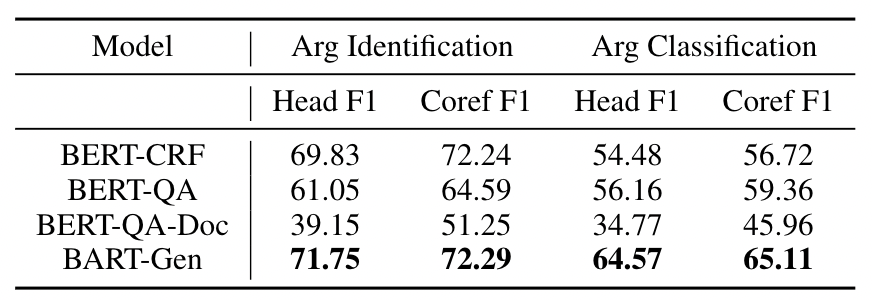 Model Arg Identification Arg Classification
Head F1 Coref F1 Head F1 Coref F1
BERT-CRF 69.83 72.24 54.48 56.72
BERT-QA 61.05 64.59 56.16 59.36
BERT-QA-Doc 39.15 51.25 34.77 45.96
BART-Gen 71.75 72.29 64.57 65.11